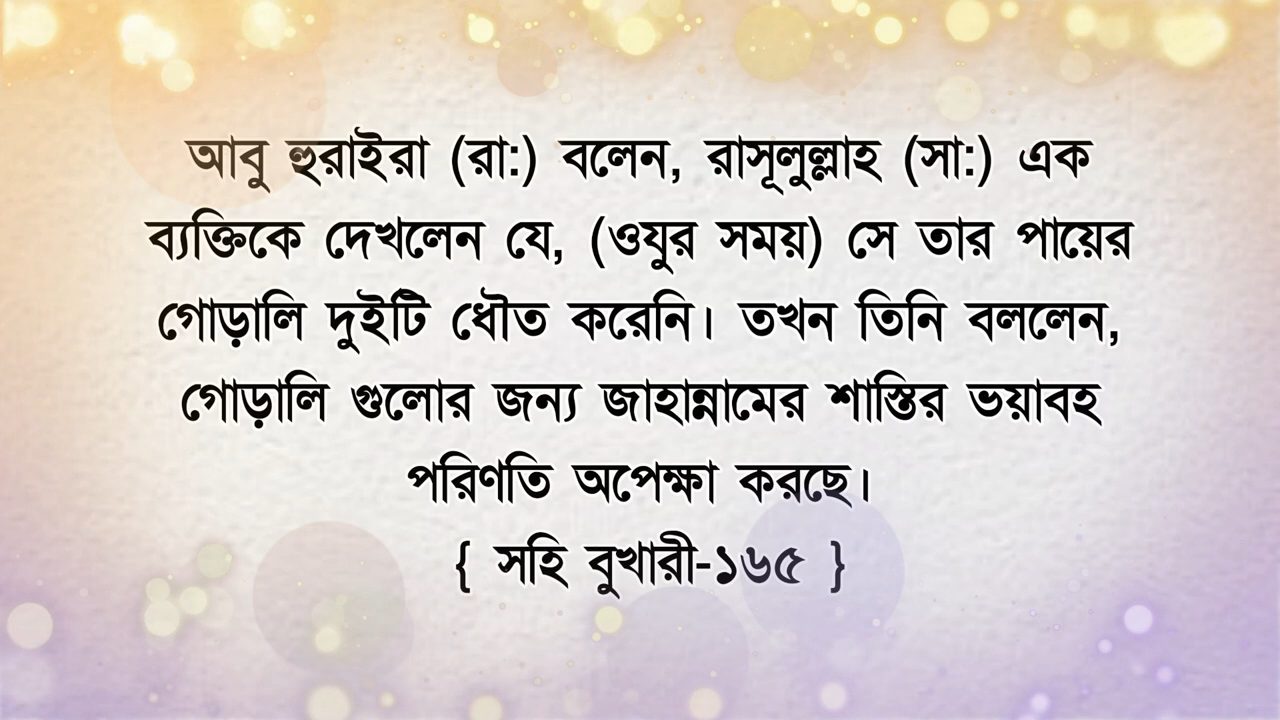 আবু হুরাইরা (রা:) বলেন, রাসূলুল্লাহ (সা:) এক
ব্যক্তিকে দেখলেন যে, (ওযুর সময়) সে তার পায়ের
গোড়ালি দুইটি ধৌত করেনি। তখন তিনি বললেন,
গোড়ালি গুলোর জন্য জাহান্নামের শাস্তির ভয়াবহ
পরিণতি অপেক্ষা করছে।
{ সহি বুখারী-১৬৫ }